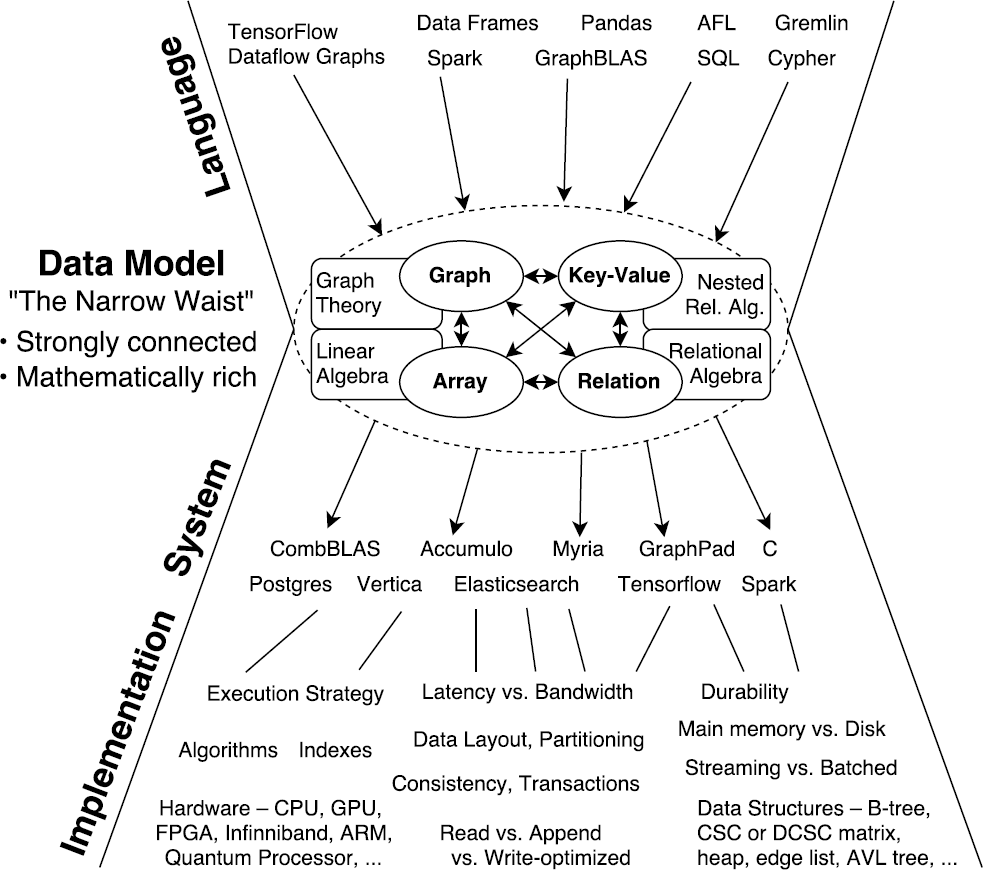 Language
TensorFlow
Dataflow Graphs
Data Frames
Pandas
AFL
Gremlin
Spark
GraphBLAS
SQL
Cypher
Data Model
"The Narrow Waist"
• Strongly connected
• Mathematically rich
Graph
Theory
Graph
Key-Value
Nested
Rel. Alg.
Linear
Algebra
Array
Relation
Relational
Algebra
System
CombBLAS
Accumulo
Myria
GraphPad
C
Postgres
Vertica
Elasticsearch
Tensorflow
Spark
Implementation
Execution Strategy
Latency vs. Bandwidth
Durability
Algorithms
Indexes
Data Layout, Partitioning
Main memory vs. Disk
Consistency, Transactions
Streaming vs. Batched
Hardware – CPU, GPU,
FPGA, Infinniband, ARM,
Quantum Processor, ...
Read vs. Append
vs. Write-optimized
Data Structures – B-tree,
CSC or DCSC matrix,
heap, edge list, AVL tree, ...